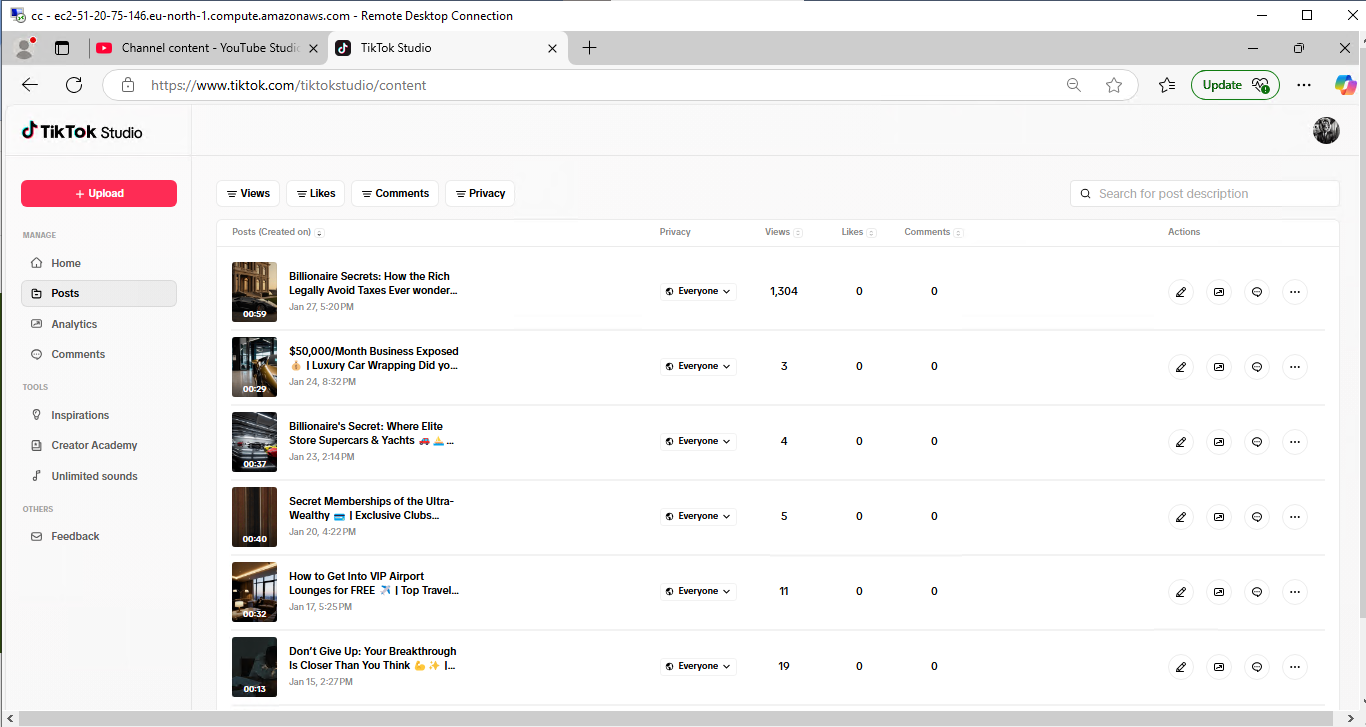 cc - ec2-51-20-75-146.eu-north-1.compute.amazonaws.com - Remote Desktop Connection
Channel content - YouTube Studio
TikTok Studio
https://www.tiktok.com/tiktokstudio/content
Update
TikTok Studio
+ Upload
MANAGE
Home
Posts
Analytics
Comments
TOOLS
Inspirations
Creator Academy
Unlimited sounds
OTHERS
Feedback
Views Likes Comments Privacy
Search for post description
Posts (Created on) Privacy Views Likes Comments Actions
Billionaire Secrets: How the Rich
Legally Avoid Taxes Ever wonder...
Jan 27, 5:20PM
00:59
Everyone 1,304 0 0
$50,000/Month Business Exposed
💰 | Luxury Car Wrapping Did yo...
Jan 24, 8:32PM
00:29
Everyone 3 0 0
Billionaire's Secret: Where Elite
Store Supercars & Yachts 🚗⛵...
Jan 23, 2:14PM
00:37
Everyone 4 0 0
Secret Memberships of the Ultra-
Wealthy 💳 | Exclusive Clubs...
Jan 20, 4:22PM
00:40
Everyone 5 0 0
How to Get Into VIP Airport
Lounges for FREE ✈️ | Top Travel...
Jan 17, 5:25PM
00:32
Everyone 11 0 0
Don't Give Up: Your Breakthrough
Is Closer Than You Think 💪✨ |...
Jan 15, 2:27PM
00:13
Everyone 19 0 0